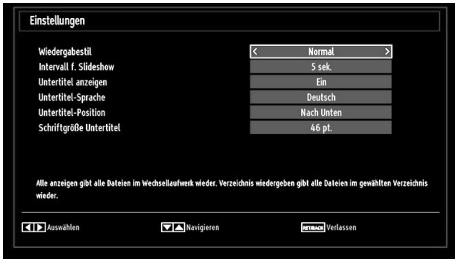 Einstellungen
Wiedergabestil < Normal >
Intervall f. Slideshow 5 sek.
Untertitel anzeigen Ein
Untertitel-Sprache Deutsch
Untertitel-Position Nach Unten
Schriftgröße Untertitel 46 pt.
Alle anzeigen gibt alle Dateien im Wechsellaufwerk wieder. Verzeichnis wiedergeben gibt alle Dateien im gewählten Verzeichnis
wieder.
Auswählen Navigieren RET/BACK Verlassen